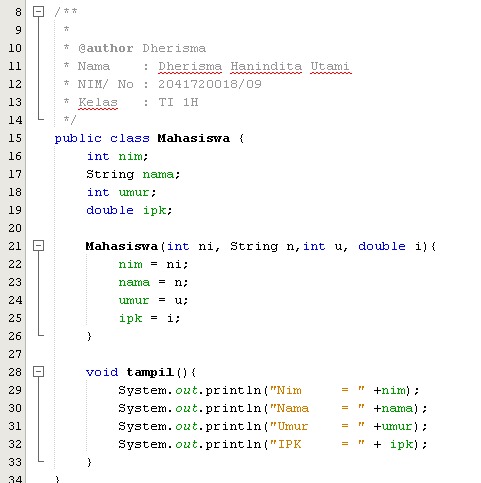 8 /**
9 *
10 * @author Dherisma
11 * Nama : Dherisma Hanindita Utami
12 * NIM/ No : 2041720018/09
13 * Kelas : TI 1H
14 */
15 public class Mahasiswa {
16 int nim;
17 String nama;
18 int umur;
19 double ipk;
20
21 Mahasiswa(int ni, String n,int u, double i){
22 nim = ni;
23 nama = n;
24 umur = u;
25 ipk = i;
26 }
27
28 void tampil(){
29 System.out.println("Nim     = " +nim);
30 System.out.println("Nama    = " +nama);
31 System.out.println("Umur    = " +umur);
32 System.out.println("IPK     = " + ipk);
33 }
34 }